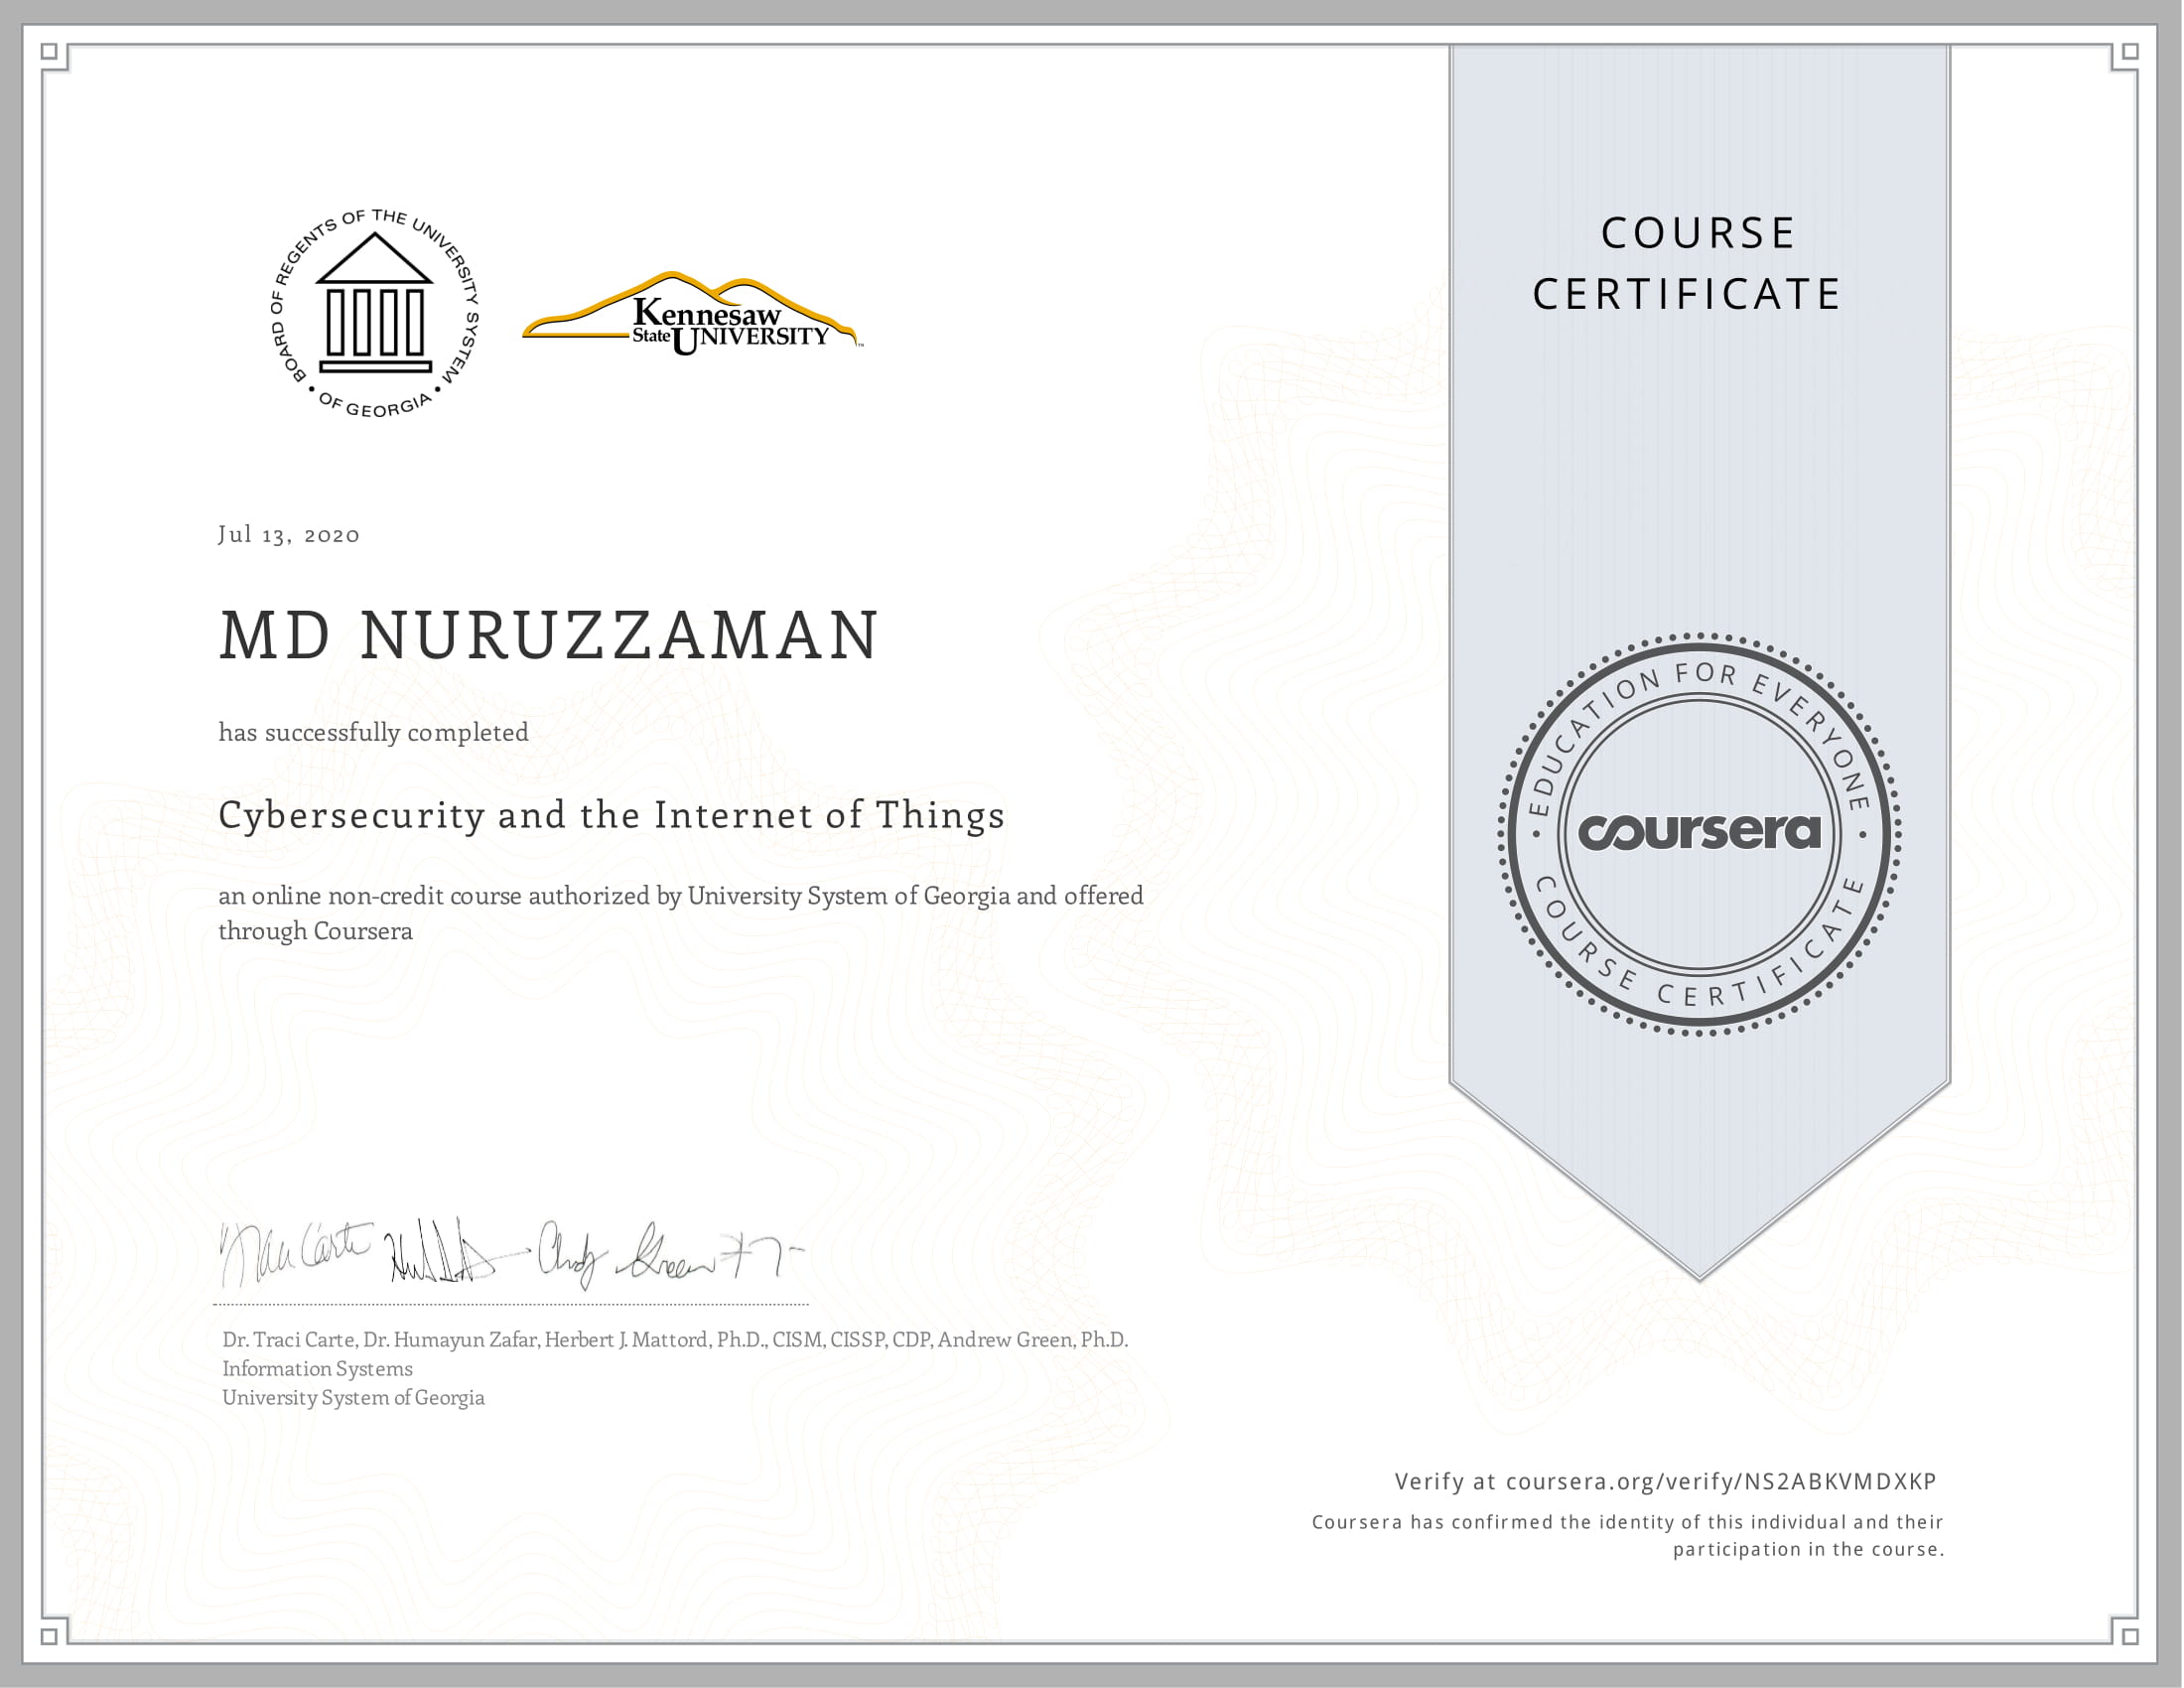 BOARD OF REGENTS OF THE UNIVERSITY SYSTEM
• OF GEORGIA •
Kennesaw
State UNIVERSITY
COURSE
CERTIFICATE
Jul 13, 2020
MD NURUZZAMAN
has successfully completed
Cybersecurity and the Internet of Things
an online non-credit course authorized by University System of Georgia and offered
through Coursera
• EDUCATION FOR EVERYONE •
coursera
COURSE CERTIFICATE
Dr. Traci Carte, Dr. Humayun Zafar, Herbert J. Mattord, Ph.D., CISM, CISSP, CDP, Andrew Green, Ph.D.
Information Systems
University System of Georgia
Verify at coursera.org/verify/NS2ABKVMDXKP
Coursera has confirmed the identity of this individual and their
participation in the course.